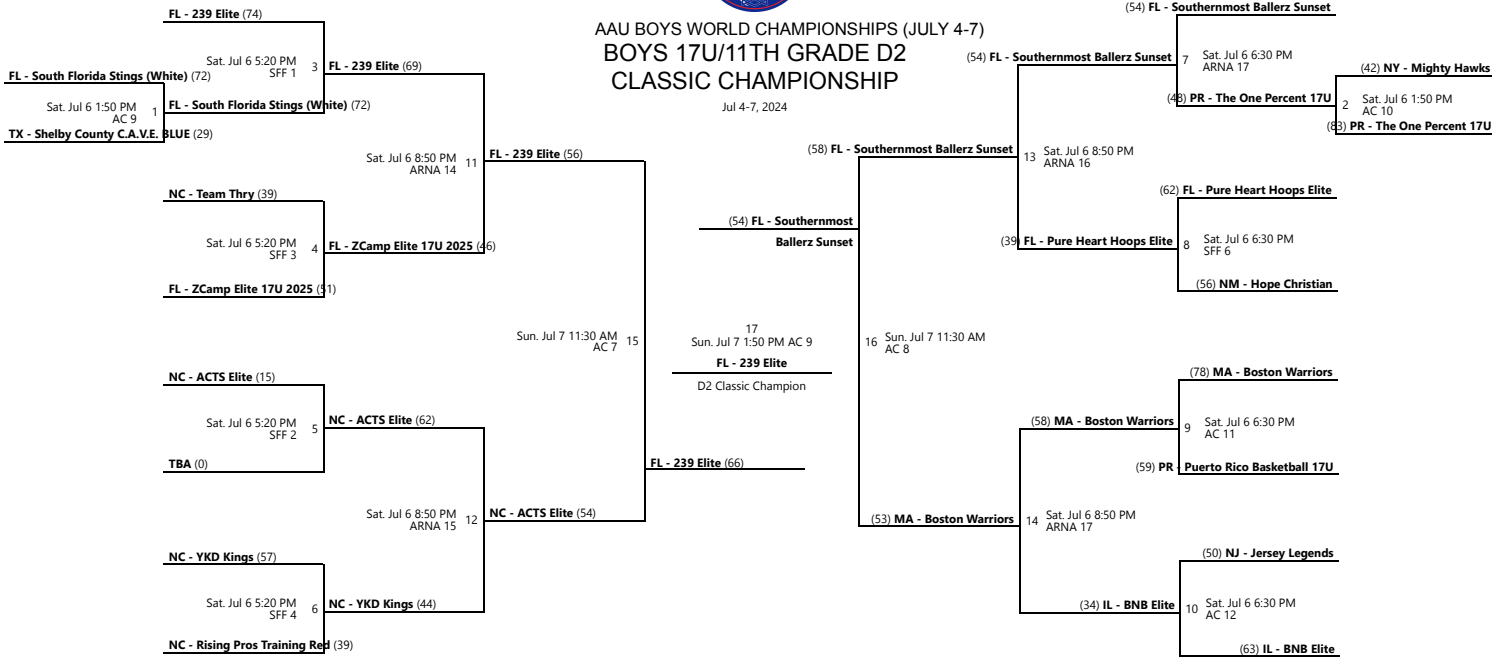 AAU BOYS WORLD CHAMPIONSHIPS (JULY 4-7)
BOYS 17U/11TH GRADE D2
CLASSIC CHAMPIONSHIP
Jul 4-7, 2024
FL - 239 Elite (74)
Sat. Jul 6 5:20 PM 3
SFF 1
FL - 239 Elite (69)
FL - South Florida Stings (White) (72)
Sat. Jul 6 1:50 PM 1
AC 9
FL - South Florida Stings (White) (72)
TX - Shelby County C.A.V.E. BLUE (29)
Sat. Jul 6 8:50 PM 11
ARNA 14
FL - 239 Elite (56)
NC - Team Thry (39)
Sat. Jul 6 5:20 PM 4
SFF 3
FL - ZCamp Elite 17U 2025 (46)
FL - ZCamp Elite 17U 2025 (51)
Sun. Jul 7 11:30 AM 15
AC 7
NC - ACTS Elite (15)
Sat. Jul 6 5:20 PM 5
SFF 2
NC - ACTS Elite (62)
TBA (0)
FL - 239 Elite (66)
Sat. Jul 6 8:50 PM 12
ARNA 15
NC - ACTS Elite (54)
NC - YKD Kings (57)
Sat. Jul 6 5:20 PM 6
SFF 4
NC - YKD Kings (44)
NC - Rising Pros Training Red (39)
17
Sun. Jul 7 1:50 PM AC 9
FL - 239 Elite
D2 Classic Champion
(54) FL - Southernmost
Ballerz Sunset
(54) FL - Southernmost Ballerz Sunset
(54) FL - Southernmost Ballerz Sunset
7 Sat. Jul 6 6:30 PM
ARNA 17
(42) NY - Mighty Hawks
(48) PR - The One Percent 17U
2 Sat. Jul 6 1:50 PM
AC 10
(83) PR - The One Percent 17U
(58) FL - Southernmost Ballerz Sunset
13 Sat. Jul 6 8:50 PM
ARNA 16
(62) FL - Pure Heart Hoops Elite
(39) FL - Pure Heart Hoops Elite
8 Sat. Jul 6 6:30 PM
SFF 6
(56) NM - Hope Christian
16 Sun. Jul 7 11:30 AM
AC 8
(78) MA - Boston Warriors
(58) MA - Boston Warriors
9 Sat. Jul 6 6:30 PM
AC 11
(59) PR - Puerto Rico Basketball 17U
(53) MA - Boston Warriors
14 Sat. Jul 6 8:50 PM
ARNA 17
(50) NJ - Jersey Legends
(34) IL - BNB Elite
10 Sat. Jul 6 6:30 PM
AC 12
(63) IL - BNB Elite